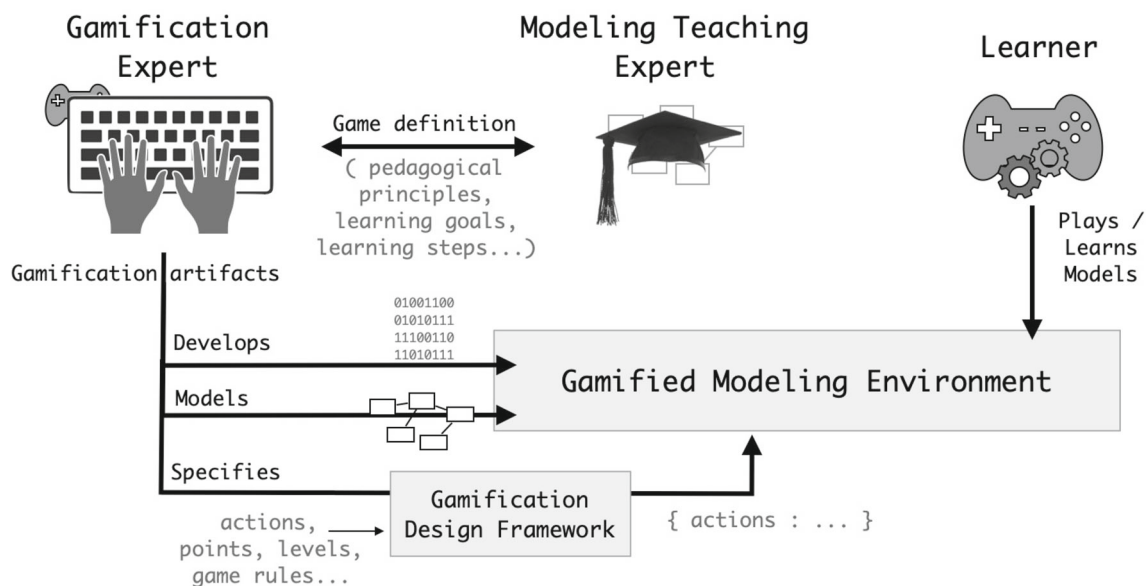 Gamification
Expert
Modeling Teaching
Expert
Learner
Game definition
( pedagogical
principles,
learning goals,
learning steps...)
Plays /
Learns
Models
Gamification artifacts
01001100
01010111
11100110
11010111
Develops
Models
Gamified Modeling Environment
Specifies
Gamification
Design Framework
actions,
points, levels,
game rules...
{ actions : ... }